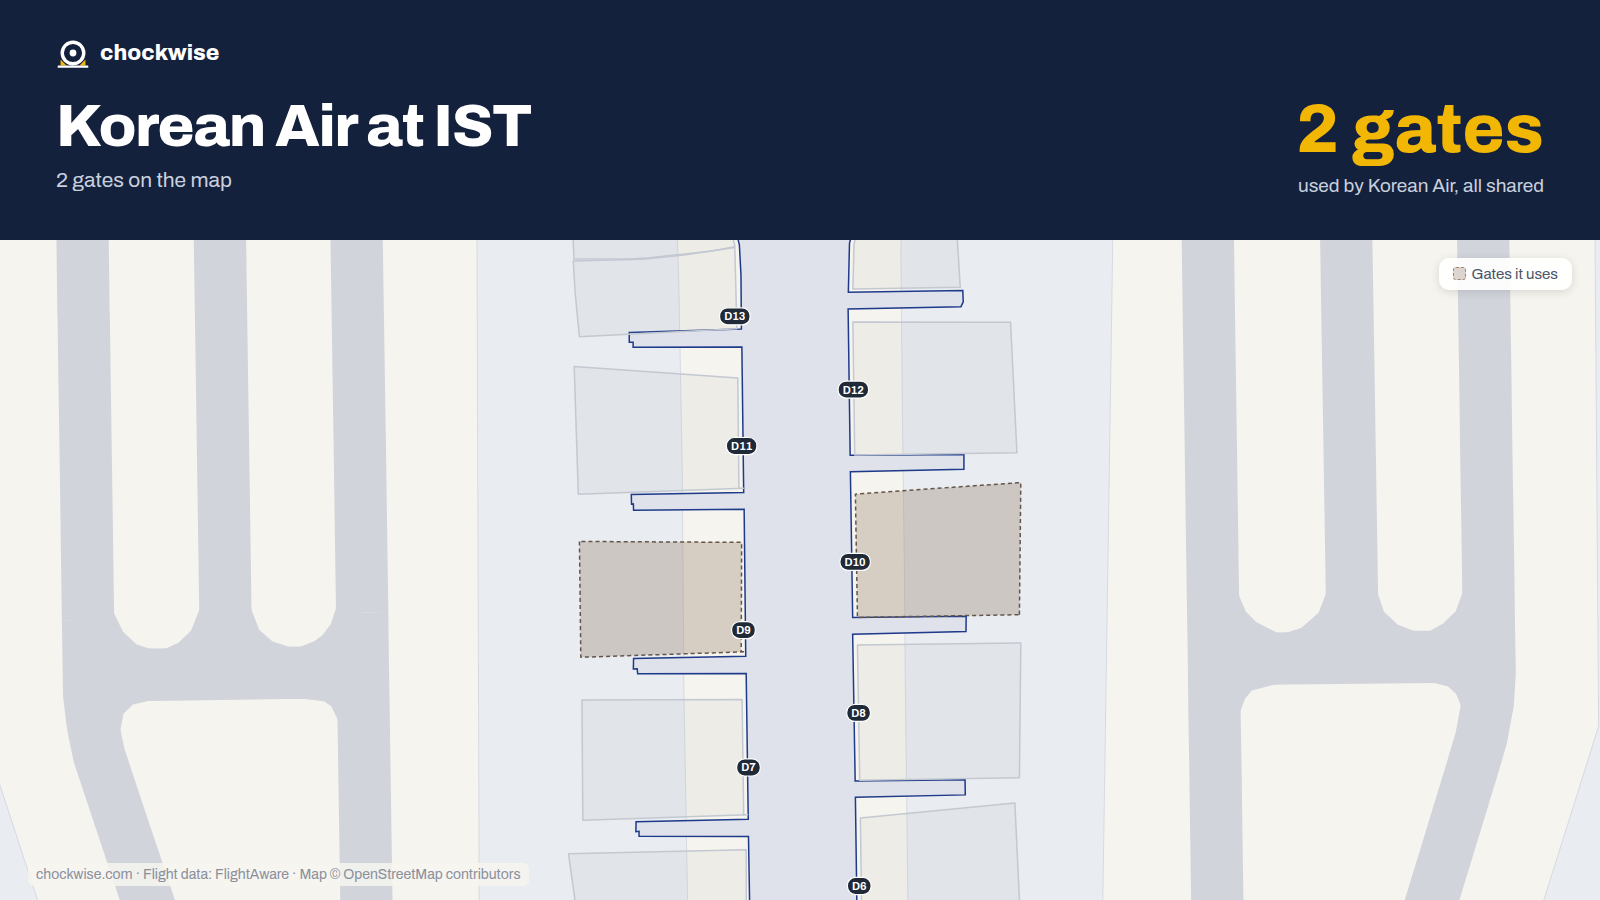 chockwise
Korean Air at IST
2 gates on the map
2 gates
used by Korean Air, all shared
Gates it uses
D13
D12
D11
D10
D9
D8
D7
D6
chockwise.com · Flight data: FlightAware · Map © OpenStreetMap contributors